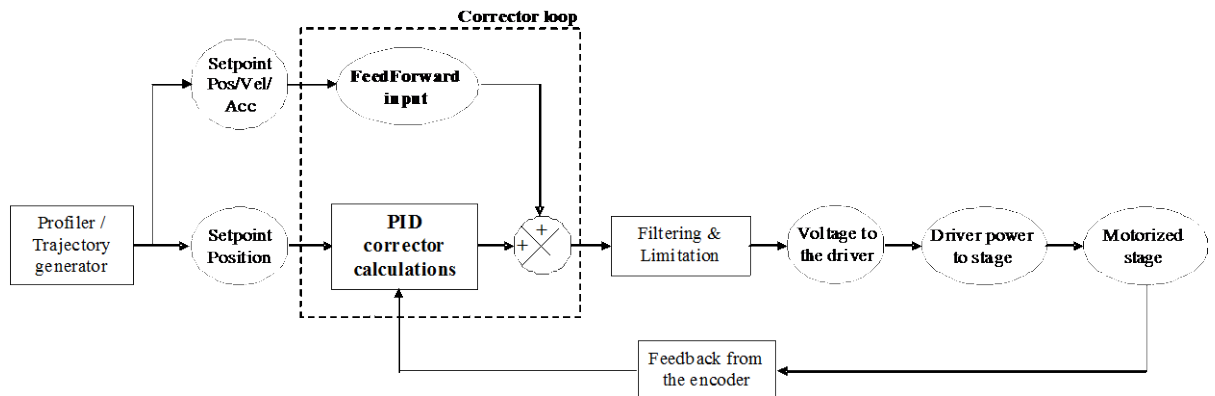 Corrector loop
Setpoint
Pos/Vel/
Acc
FeedForward
input
Profiler /
Trajectory
generator
Setpoint
Position
PID
corrector
calculations
+
+
Filtering &
Limitation
Voltage to
the driver
Driver power
to stage
Motorized
stage
Feedback from
the encoder